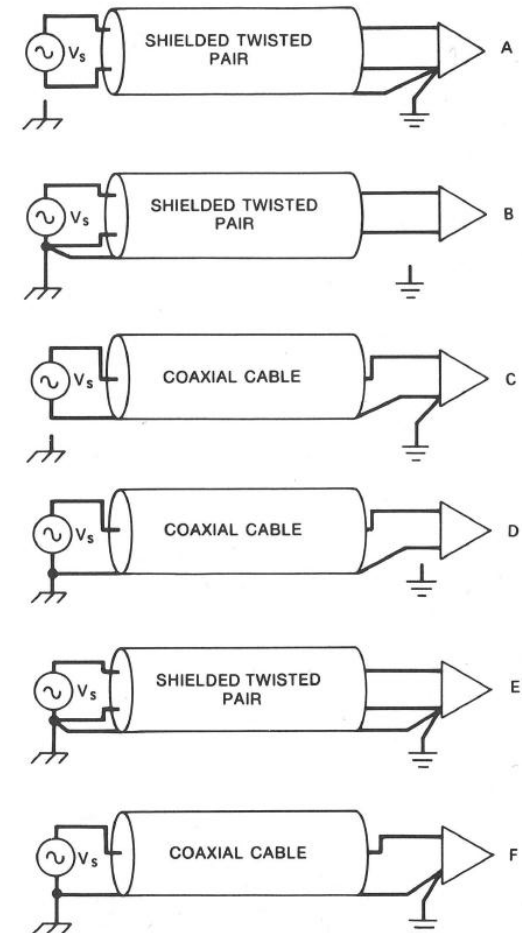 SHIELDED TWISTED
PAIR
Vs
A
SHIELDED TWISTED
PAIR
Vs
B
COAXIAL CABLE
Vs
C
COAXIAL CABLE
Vs
D
SHIELDED TWISTED
PAIR
Vs
E
COAXIAL CABLE
Vs
F